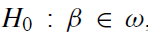 H₀ : β ∈ ω,